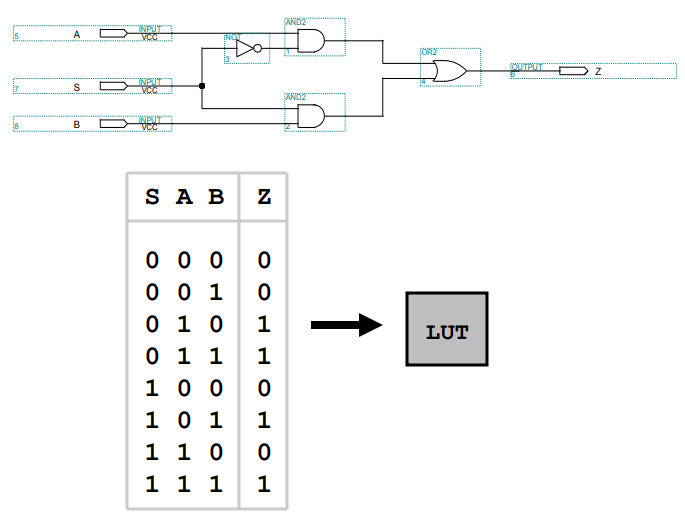 AND2
5 A INPUT VCC
NOT
1
3
OR2
7 S INPUT VCC
4
OUTPUT
6 Z
AND2
8 B INPUT VCC
2
S A B Z
0 0 0 0
0 0 1 0
0 1 0 1
0 1 1 1
1 0 0 0
1 0 1 1
1 1 0 0
1 1 1 1
LUT